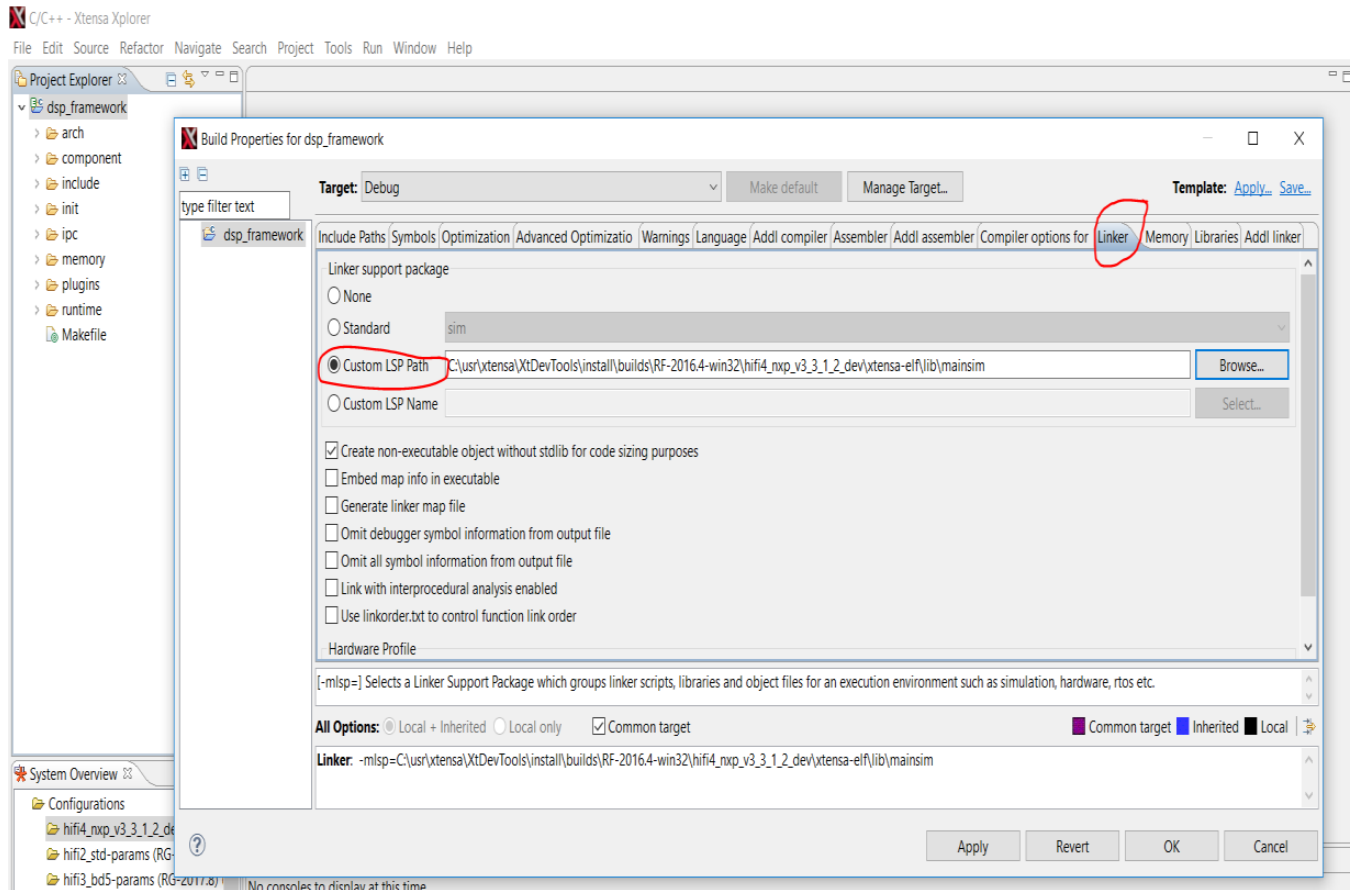 C/C++ - Xtensa Xplorer
File Edit Source Refactor Navigate Search Project Tools Run Window Help
Project Explorer
dsp_framework
arch
component
include
init
ipc
memory
plugins
runtime
Makefile
Build Properties for dsp_framework
type filter text
dsp_framework
Target: Debug Make default Manage Target... Template: Apply... Save...
Include Paths Symbols Optimization Advanced Optimizatio Warnings Language Addl compiler Assembler Addl assembler Compiler options for Linker Memory Libraries Addl linker
Linker support package
None
Standard sim
Custom LSP Path C:\usr\xtensa\XtDevTools\install\builds\RF-2016.4-win32\hifi4_nxp_v3_3_1_2_dev\xtensa-elf\lib\mainsim Browse...
Custom LSP Name Select...
Create non-executable object without stdlib for code sizing purposes
Embed map info in executable
Generate linker map file
Omit debugger symbol information from output file
Omit all symbol information from output file
Link with interprocedural analysis enabled
Use linkorder.txt to control function link order
Hardware Profile
[-mlsp=] Selects a Linker Support Package which groups linker scripts, libraries and object files for an execution environment such as simulation, hardware, rtos etc.
All Options: Local + Inherited Local only Common target Common target Inherited Local
Linker: -mlsp=C:\usr\xtensa\XtDevTools\install\builds\RF-2016.4-win32\hifi4_nxp_v3_3_1_2_dev\xtensa-elf\lib\mainsim
Apply Revert OK Cancel
System Overview
Configurations
hifi4_nxp_v3_3_1_2_de
hifi2_std-params (RG-
hifi3_bd5-params (RG-2017.8)
No consoles to display at this time.